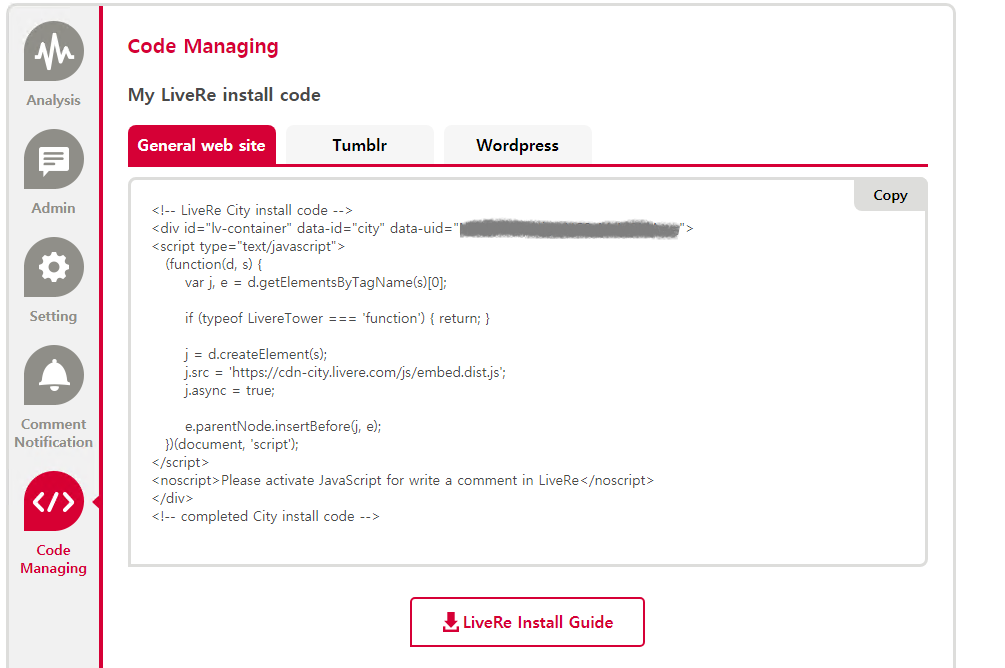 Analysis
Admin
Setting
Comment
Notification
Code
Managing
Code Managing
My LiveRe install code
General web site
Tumblr
Wordpress
Copy
<!-- LiveRe City install code -->
<div id="lv-container" data-id="city" data-uid="">
<script type="text/javascript">
(function(d, s) {
var j, e = d.getElementsByTagName(s)[0];
if (typeof LivereTower === 'function') { return; }
j = d.createElement(s);
j.src = 'https://cdn-city.livere.com/js/embed.dist.js';
j.async = true;
e.parentNode.insertBefore(j, e);
})(document, 'script');
</script>
<noscript>Please activate JavaScript for write a comment in LiveRe</noscript>
</div>
<!-- completed City install code -->
LiveRe Install Guide